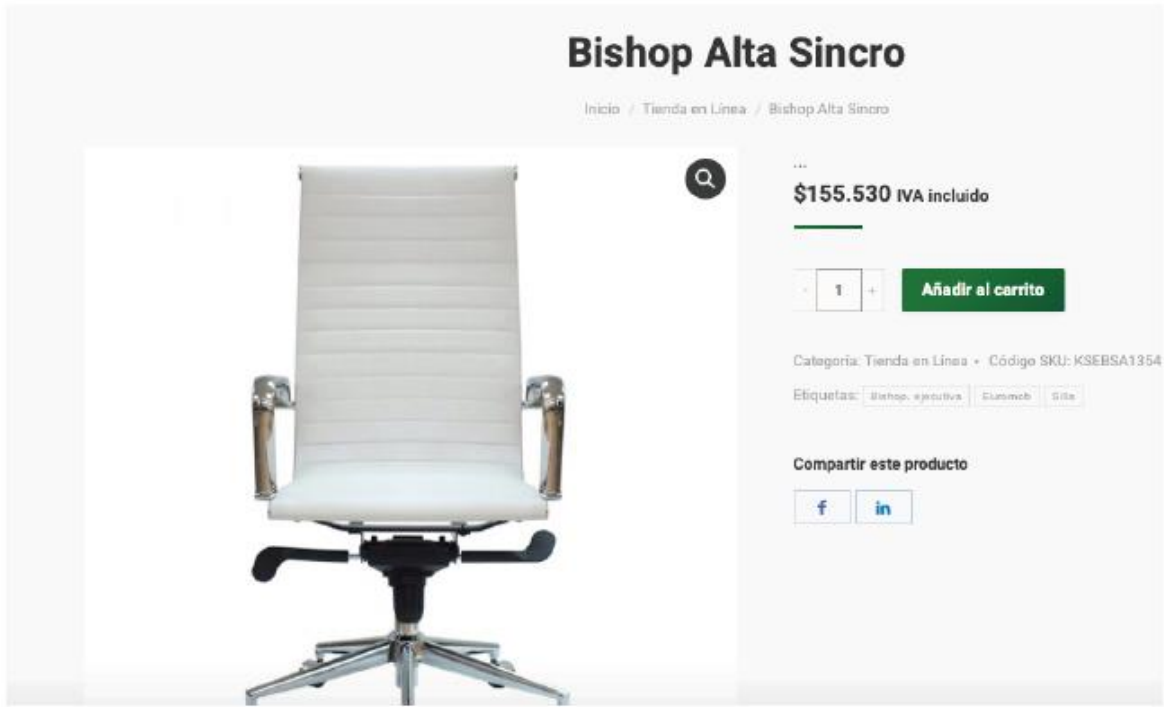 Bishop Alta Sincro
Inicio / Tienda en Línea / Bishop Alta Sincro
...
$155.530 IVA incluido
- 1 +
Añadir al carrito
Categoría: Tienda en Línea • Código SKU: KSEBSA1354
Etiquetas: Bishop. ejecutiva Euromob Silla
Compartir este producto
f in